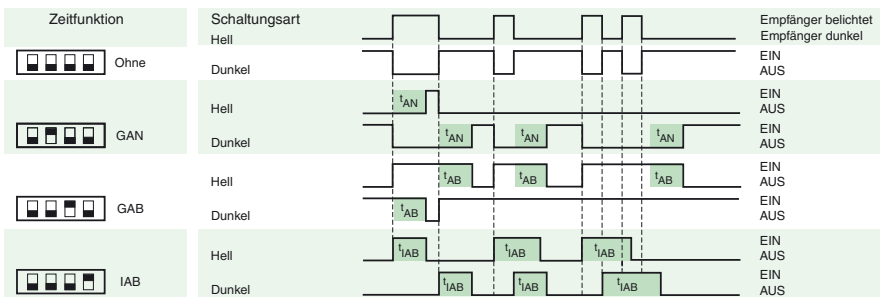 Zeitfunktion Schaltungsart Empfänger belichtet
Hell Empfänger dunkel
Ohne EIN
Dunkel AUS
tAN EIN
Hell AUS
GAN tAN tAN tAN EIN
Dunkel AUS
Hell tAB tAB tAB EIN
AUS
GAB tAB EIN
Dunkel AUS
Hell tIAB tIAB tIAB EIN
AUS
IAB EIN
Dunkel tIAB tIAB tIAB AUS